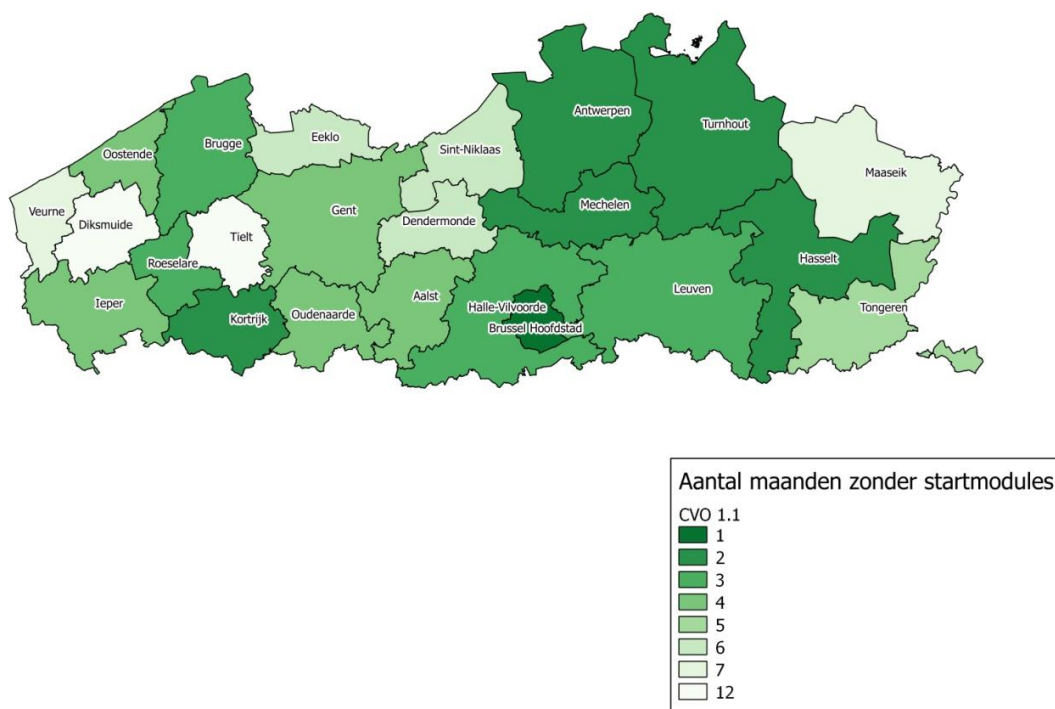 Antwerpen
Turnhout
Eeklo
Brugge
Sint-Niklaas
Oostende
Maaseik
Mechelen
Veurne
Gent
Dendermonde
Diksmuide
Tielt
Hasselt
Roeselare
Leuven
Aalst
Ieper
Halle-Vilvoorde
Tongeren
Oudenaarde
Kortrijk
Brussel Hoofdstad
Aantal maanden zonder startmodules
CVO 1.1
1
2
3
4
5
6
7
12